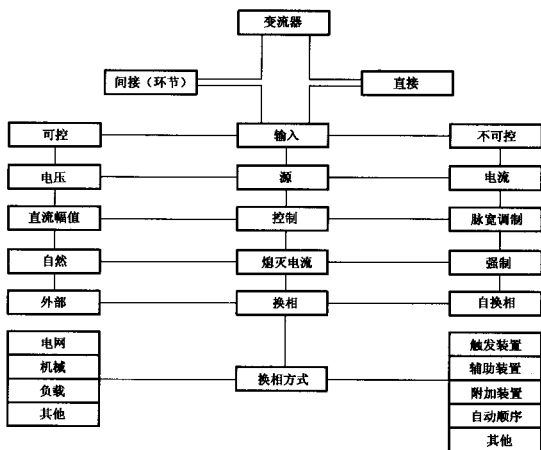 变流器
间接（环节）
直接
可控
输入
不可控
电压
源
电流
直流幅值
控制
脉宽调制
自然
熄灭电流
强制
外部
换相
自换相
电网
机械
负载
其他
换相方式
触发装置
辅助装置
附加装置
自动顺序
其他